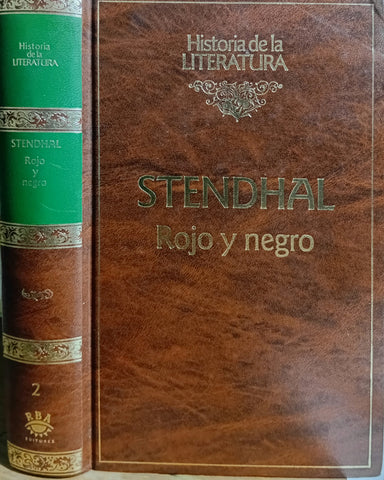 Historia
de la
LITERATURA
STENDHAL
Rojo
y
negro
2
RBA
EDITORES
Historia de la
LITERATURA
STENDHAL
Rojo y negro